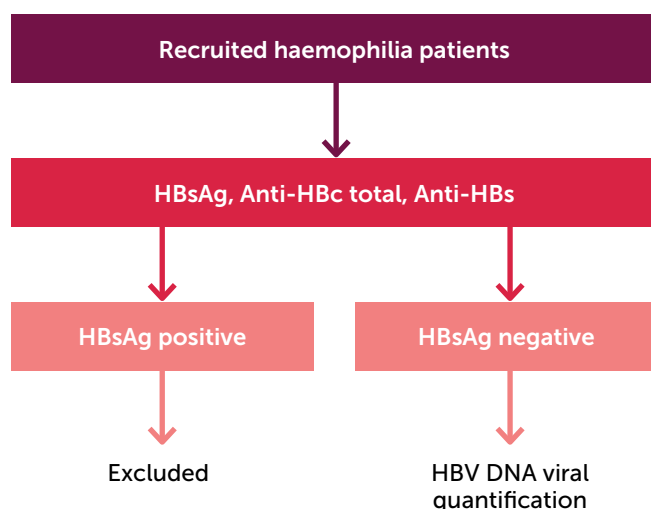 Recruited haemophilia patients
HBsAg, Anti-HBc total, Anti-HBs
HBsAg positive
HBsAg negative
Excluded
HBV DNA viral
quantification